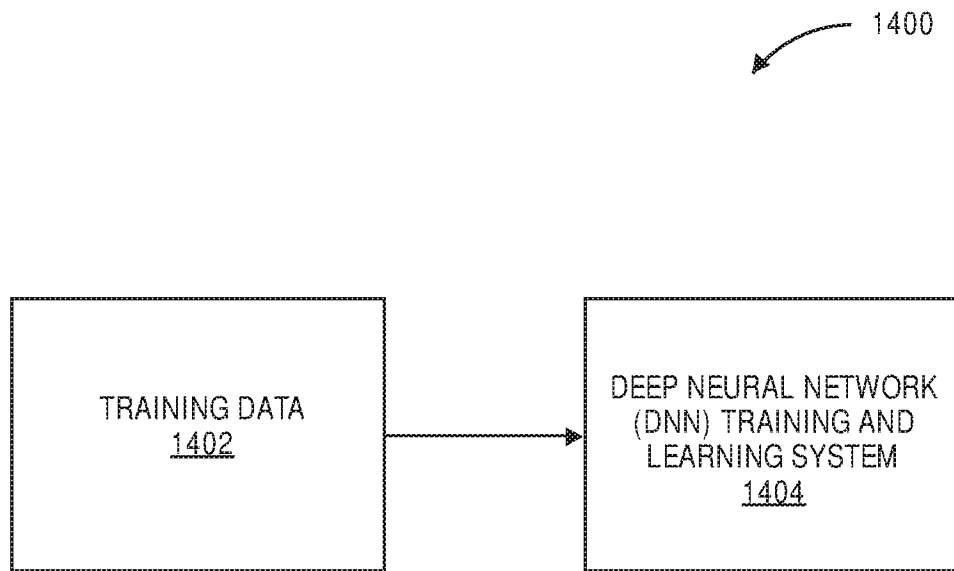 1400
TRAINING DATA
1402
DEEP NEURAL NETWORK
(DNN) TRAINING AND
LEARNING SYSTEM
1404